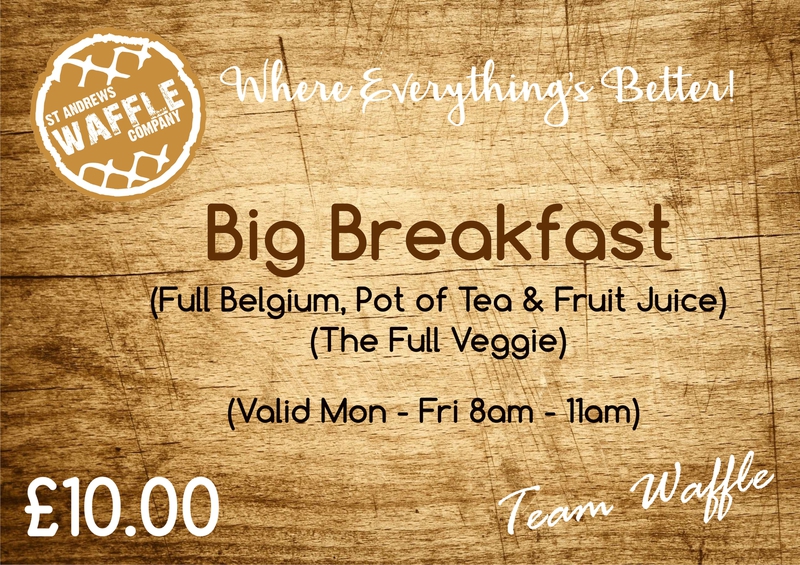 ST ANDREWS
WAFFLE
COMPANY
Where Everything's Better!
Big Breakfast
(Full Belgium, Pot of Tea & Fruit Juice)
(The Full Veggie)
(Valid Mon - Fri 8am - 11am)
£10.00
Team Waffle